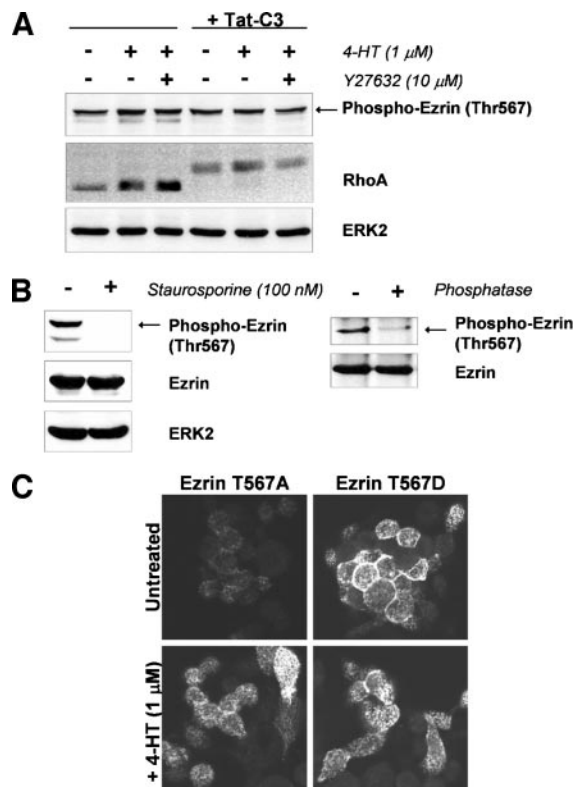 A
+ Tat-C3
- + + - + + 4-HT (1 µM)
- - + - - + Y27632 (10 µM)
Phospho-Ezrin (Thr567)
RhoA
ERK2
B
- + Staurosporine (100 nM)
Phospho-Ezrin
(Thr567)
Ezrin
ERK2
- + Phosphatase
Phospho-Ezrin
(Thr567)
Ezrin
C
Ezrin T567A Ezrin T567D
Untreated
+ 4-HT (1 µM)